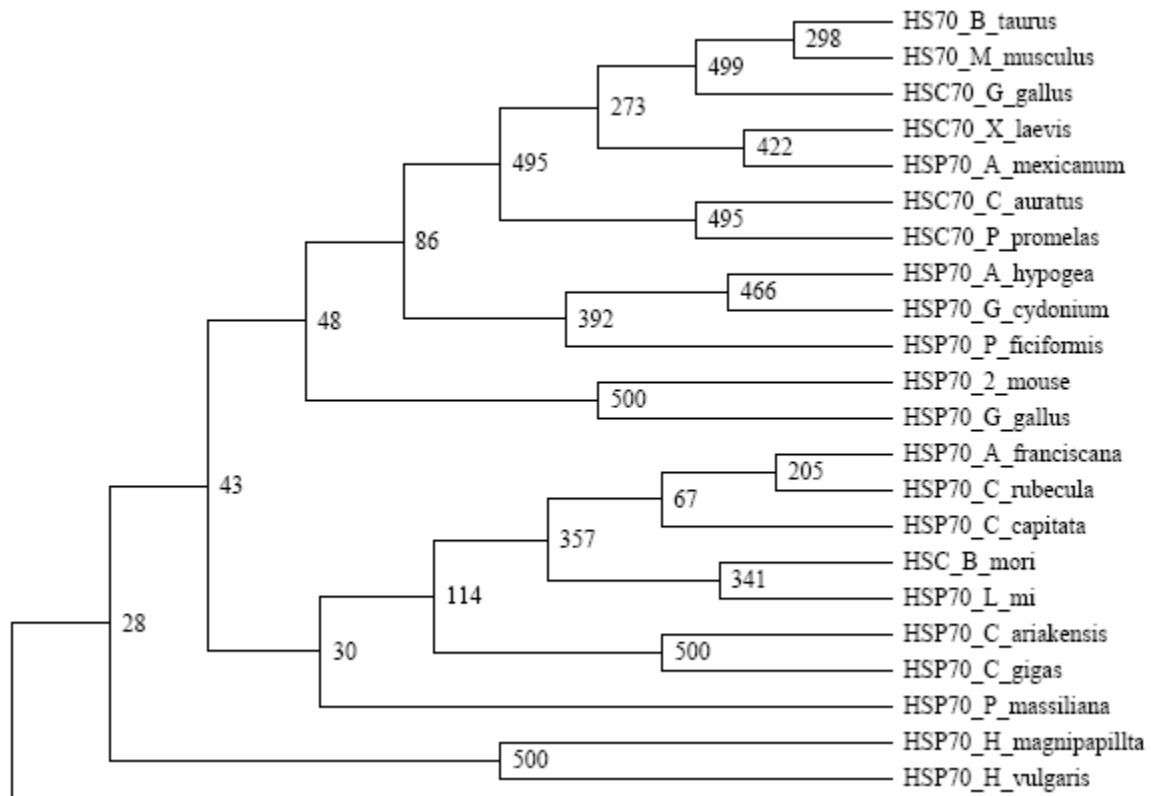 HS70_B_taurus
298
HS70_M_musculus
499
HSC70_G_gallus
273
HSC70_X_laevis
422
495
HSP70_A_mexicanum
HSC70_C_auratus
495
86
HSC70_P_promelas
HSP70_A_hypogea
466
HSP70_G_cydonium
48
392
HSP70_P_ficiformis
HSP70_2_mouse
500
HSP70_G_gallus
HSP70_A_franciscana
205
43
HSP70_C_rubecula
67
HSP70_C_capitata
357
HSC_B_mori
341
114
HSP70_L_mi
28
HSP70_C_ariakensis
30
500
HSP70_C_gigas
HSP70_P_massiliana
HSP70_H_magnipapillta
500
HSP70_H_vulgaris